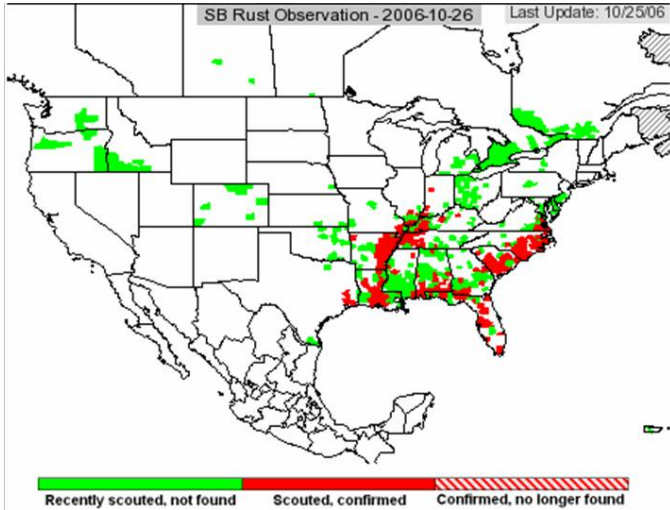 SB Rust Observation - 2006-10-26
Last Update: 10/25/06
Recently scouted, not found
Scouted, confirmed
Confirmed, no longer found